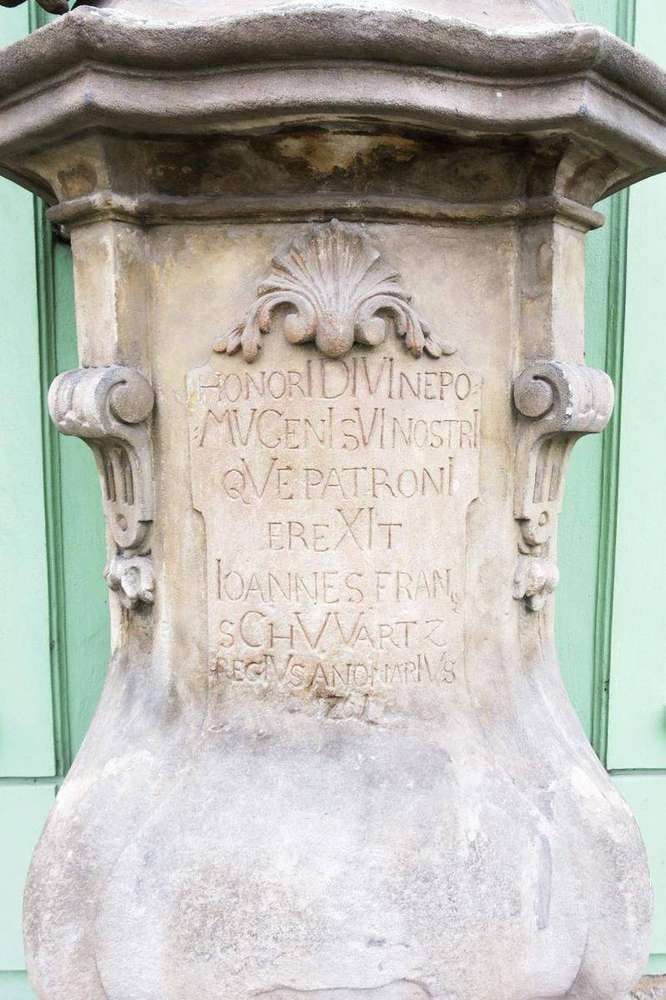 HONORI DIVI NEPO
MVCENI SVI NOSTRI
QVE PATRONI
EREXIT
IOANNES FRAN
SCHVVARTZ
REGIVS ANONARIVS